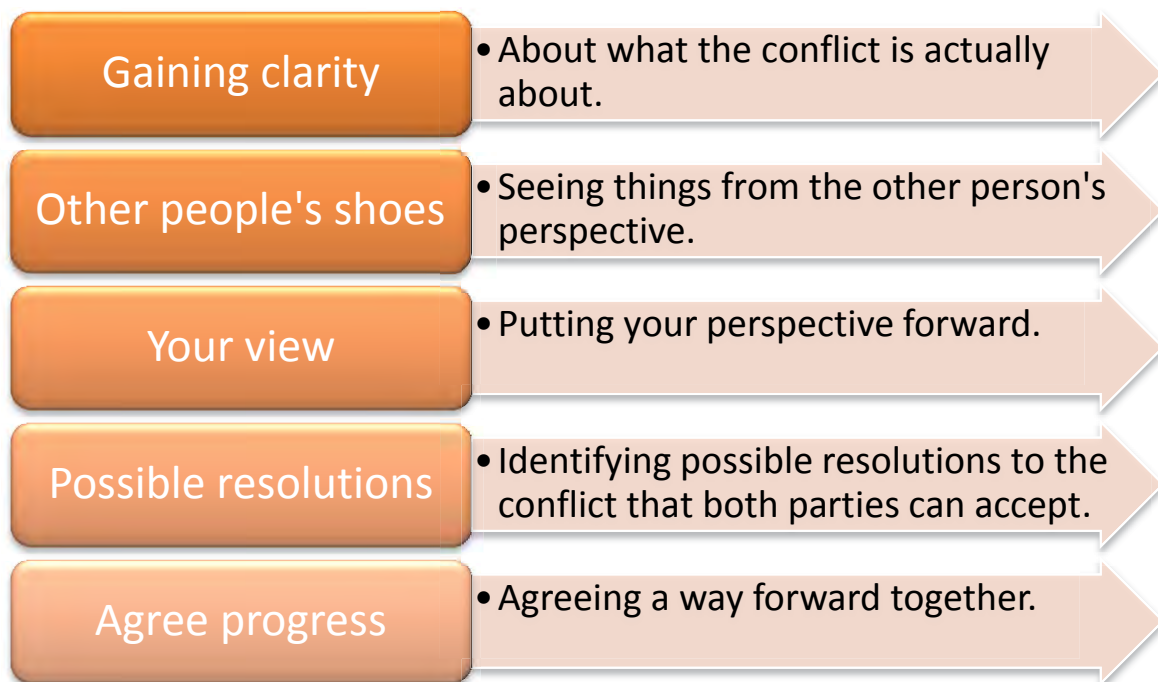 Gaining clarity
•About what the conflict is actually
about.
Other people's shoes
•Seeing things from the other person's
perspective.
Your view
•Putting your perspective forward.
Possible resolutions
•Identifying possible resolutions to the
conflict that both parties can accept.
Agree progress
•Agreeing a way forward together.